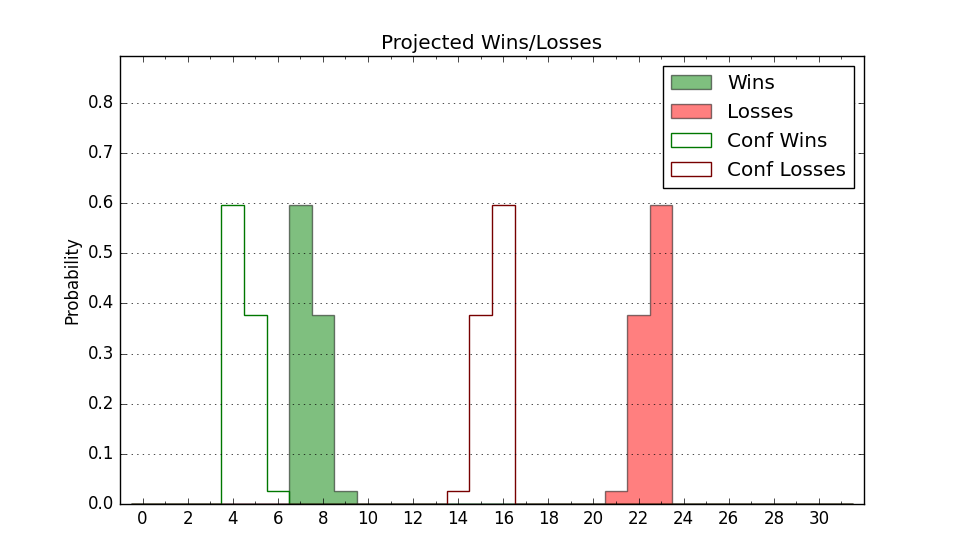 Projected Wins/Losses
Wins
Losses
Conf Wins
Conf Losses
Probability
0.8
0.7
0.6
0.5
0.4
0.3
0.2
0.1
0.0
0 2 4 6 8 10 12 14 16 18 20 22 24 26 28 30